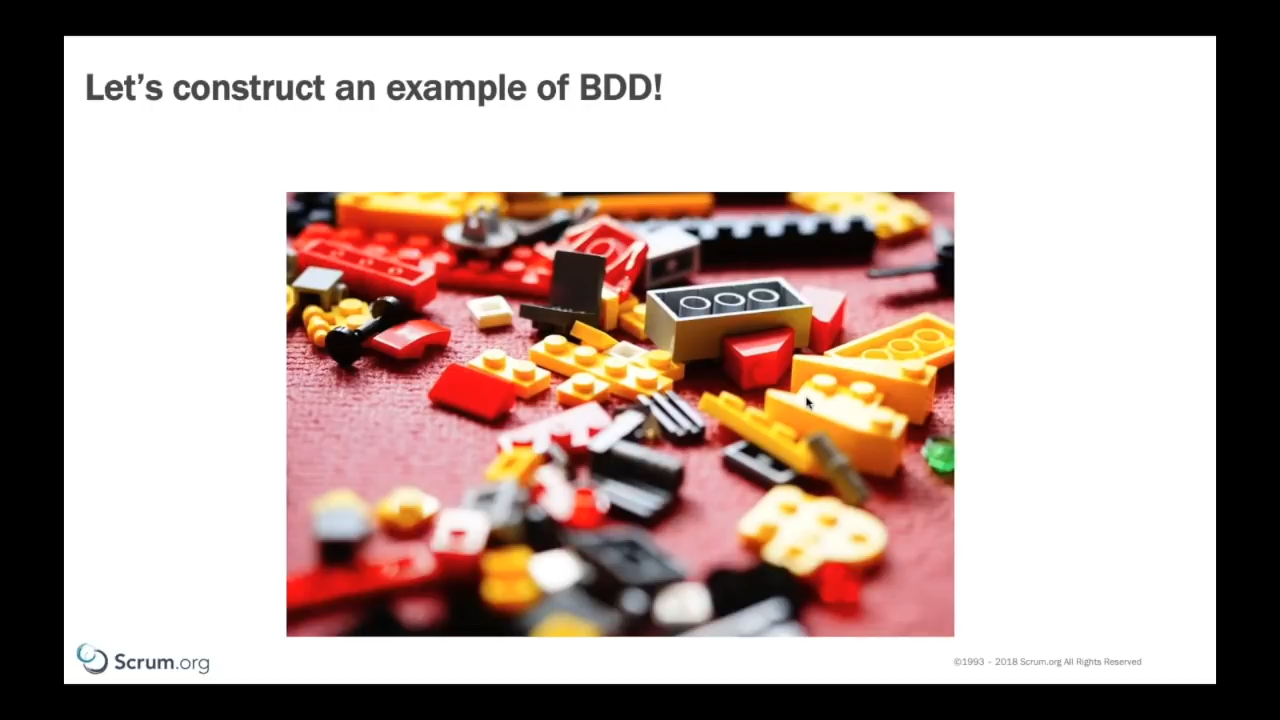 Let's construct an example of BDD!
Scrum.org
©1993 - 2018 Scrum.org All Rights Reserved